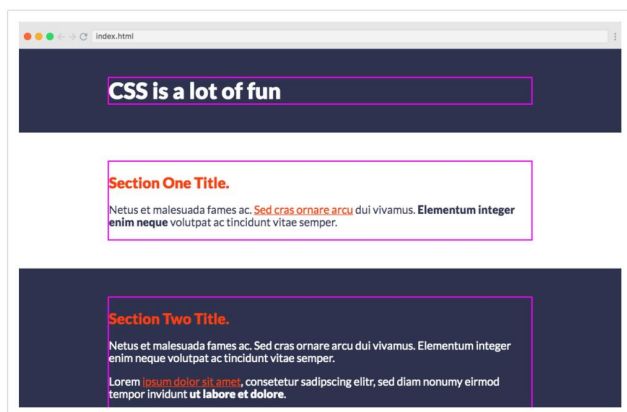 index.html
CSS is a lot of fun
Section One Title.
Netus et malesuada fames ac. Sed cras ornare arcu dui vivamus. Elementum integer
enim neque volutpat ac tincidunt vitae semper.
Section Two Title.
Netus et malesuada fames ac. Sed cras ornare arcu dui vivamus. Elementum integer
enim neque volutpat ac tincidunt vitae semper.
Lorem ipsum dolor sit amet, consetetur sadipscing elitr, sed diam nonumy eirmod
tempor invidunt ut labore et dolore.